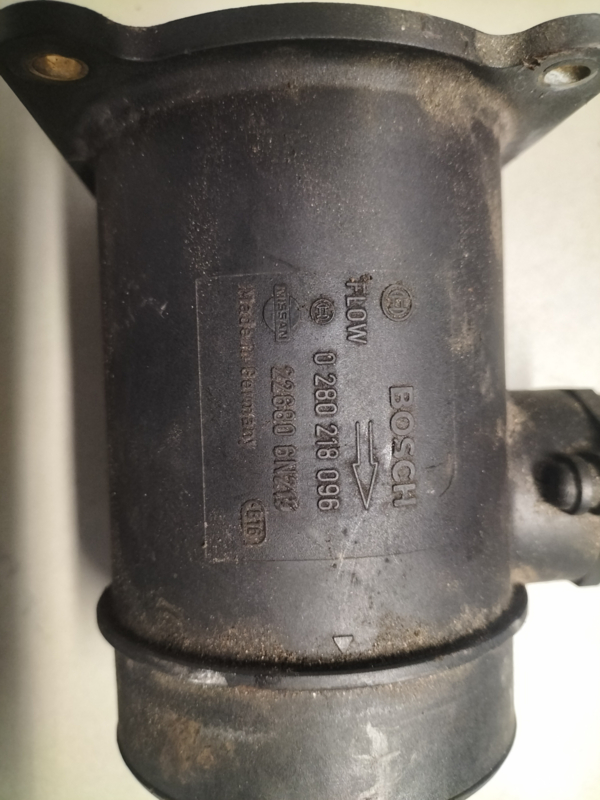 BOSCH
FLOW
0 280 218 096
NISSAN
22680 6N21B
Made in Germany